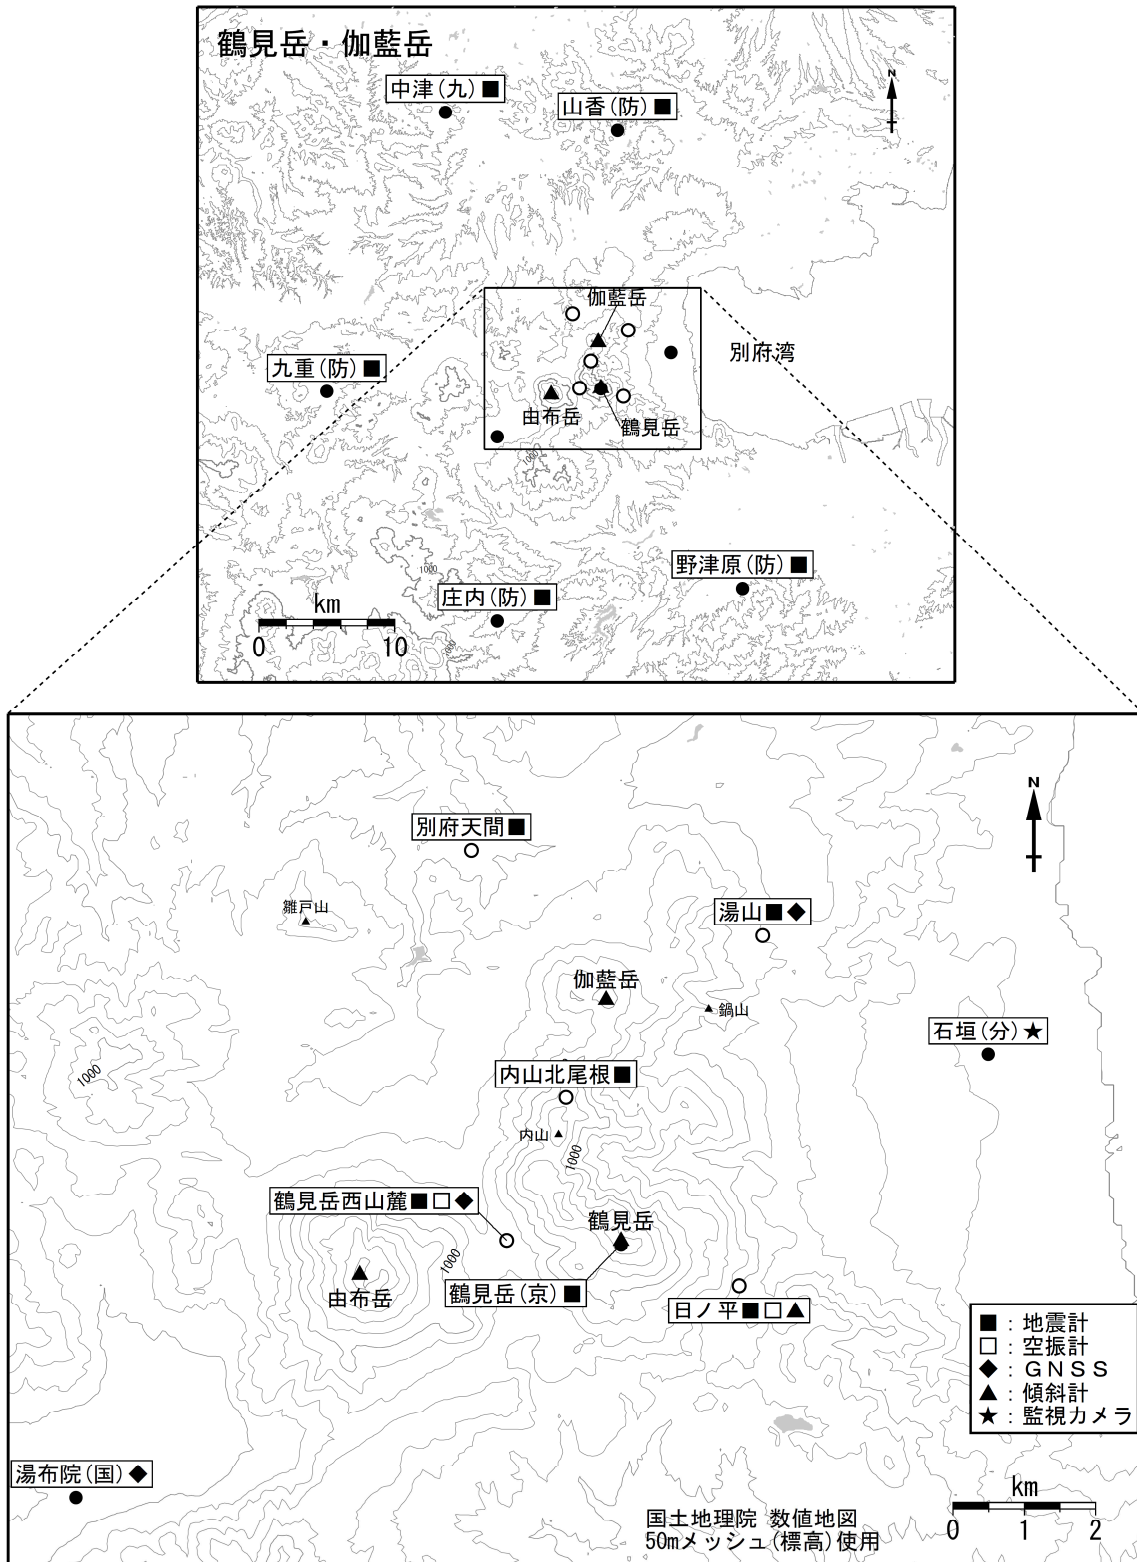 鶴見岳・伽藍岳
中津(九)■
山香(防)■
N
伽藍岳
別府湾
九重(防)■
由布岳
鶴見岳
1000
野津原(防)■
1000
庄内(防)■
km
0 10
別府天間■
N
雛戸山
湯山■◆
伽藍岳
鍋山
石垣(分)★
1000
内山北尾根■
内山
1000
鶴見岳西山麓■□◆
鶴見岳
1000
鶴見岳(京)■
由布岳
日ノ平■□▲
■:地震計
□:空振計
◆:GNSS
▲:傾斜計
★:監視カメラ
湯布院(国)◆
km
0 1 2
国土地理院 数値地図
50mメッシュ(標高)使用